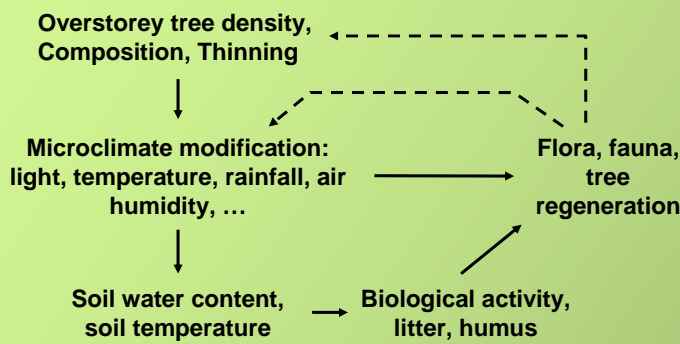 Overstorey tree density,
Composition, Thinning
Microclimate modification:
light, temperature, rainfall, air
humidity, …
Flora, fauna,
tree
regeneration
Soil water content,
soil temperature
Biological activity,
litter, humus